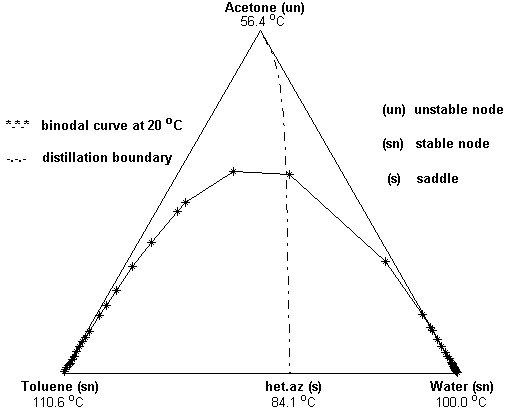 Acetone (un)
56.4 °C
*-*-* binodal curve at 20 °C
-.-.- distillation boundary
(un) unstable node
(sn) stable node
(s) saddle
Toluene (sn)
110.6 °C
het.az (s)
84.1 °C
Water (sn)
100.0 °C